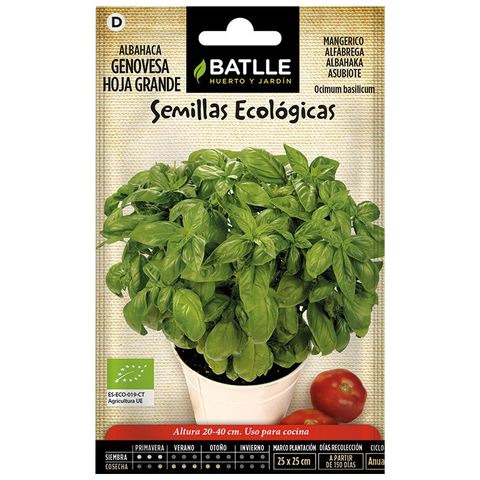 D
ALBAHACA
GENOVESA
HOJA GRANDE
BATLLE
HUERTO Y JARDÍN
MANGERICO
ALFÁBREGA
ALBAHAKA
ASUBIOTE
Ocimum basilicum
Semillas Ecológicas
ES-ECO-019-CT
Agricultura UE
Altura 20-40 cm. Uso para cocina
PRIMAVERA VERANO OTOÑO INVIERNO MARCO PLANTACIÓN DÍAS RECOLECCIÓN CICLO
SIEMBRA
COSECHA
25 x 25 cm
A PARTIR
DE 150 DÍAS
Anua